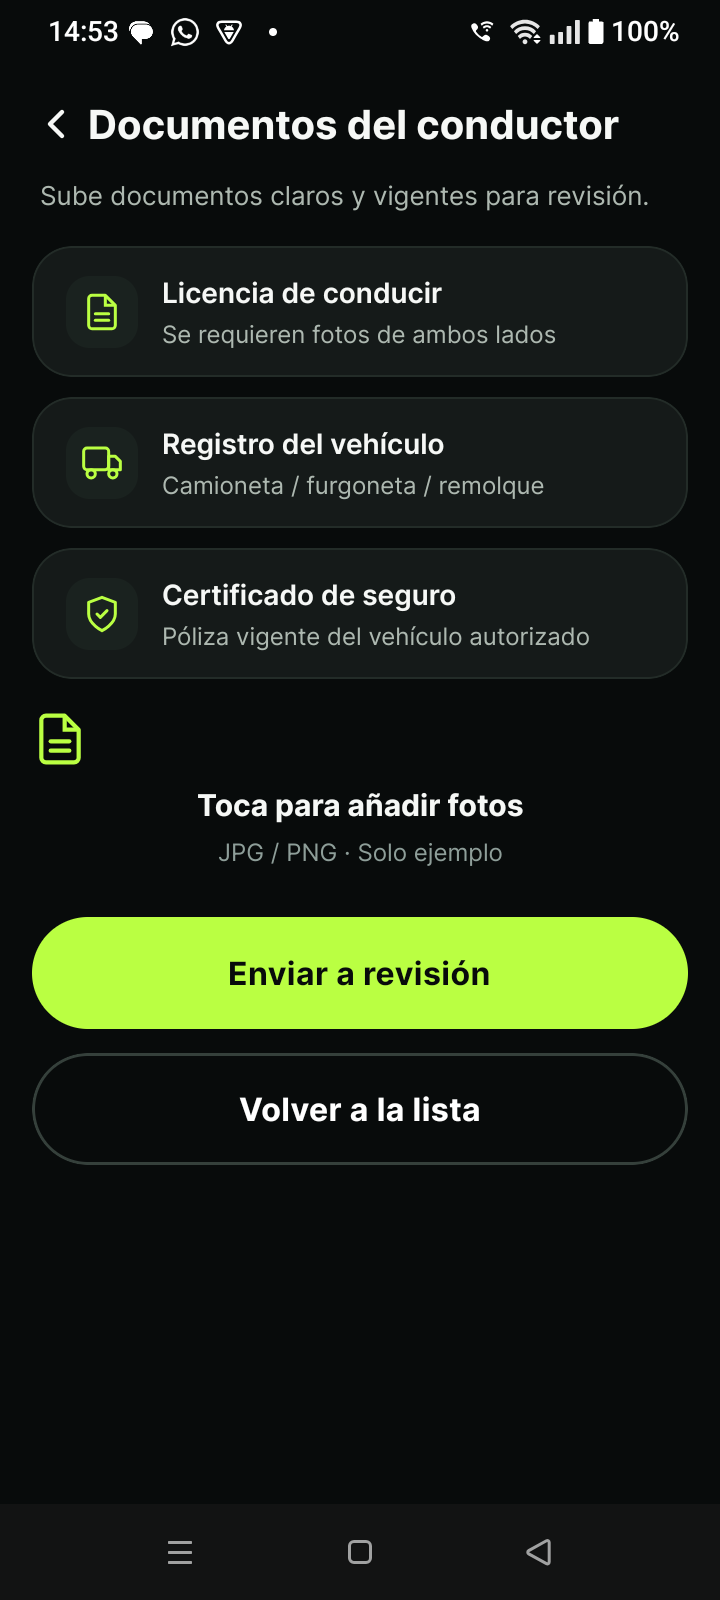 14:53
100%
Documentos del conductor
Sube documentos claros y vigentes para revisión.
Licencia de conducir
Se requieren fotos de ambos lados
Registro del vehículo
Camioneta / furgoneta / remolque
Certificado de seguro
Póliza vigente del vehículo autorizado
Toca para añadir fotos
JPG / PNG · Solo ejemplo
Enviar a revisión
Volver a la lista